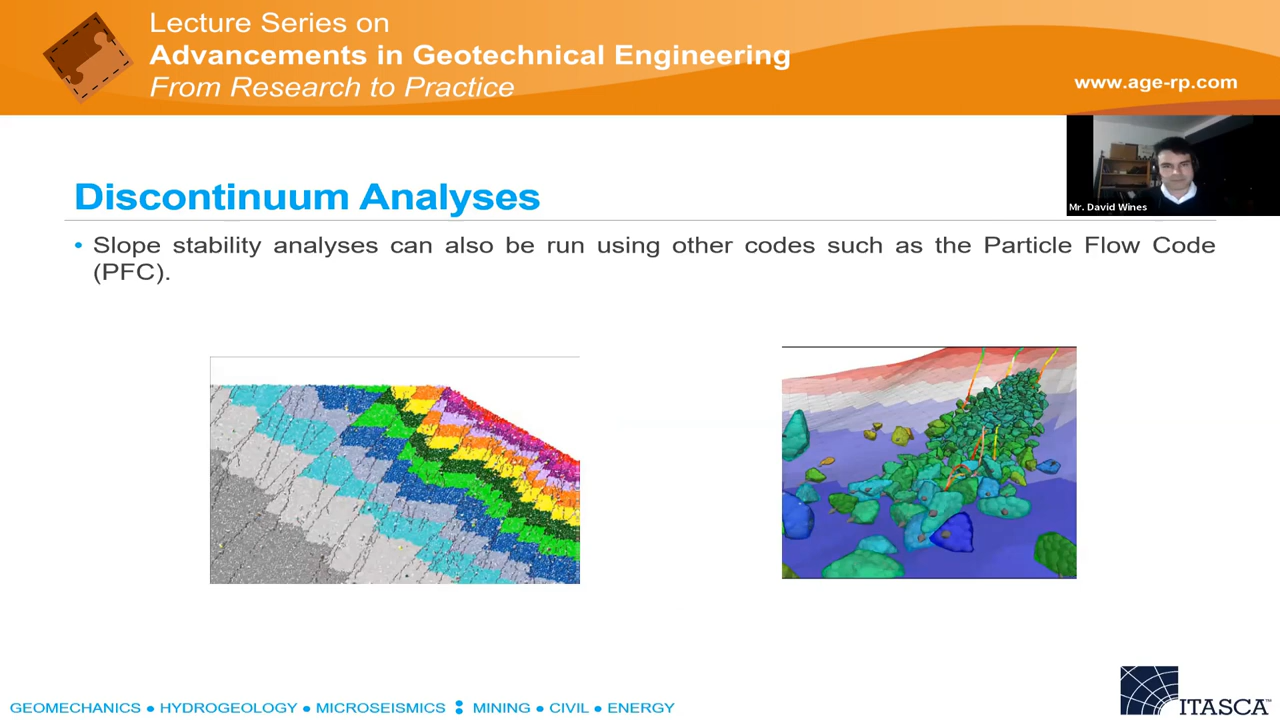 Lecture Series on
Advancements in Geotechnical Engineering
From Research to Practice
www.age-rp.com
Mr. David Wines
Discontinuum Analyses
• Slope stability analyses can also be run using other codes such as the Particle Flow Code
(PFC).
GEOMECHANICS ● HYDROGEOLOGY ● MICROSEISMICS : MINING ● CIVIL ● ENERGY
ITASCA™